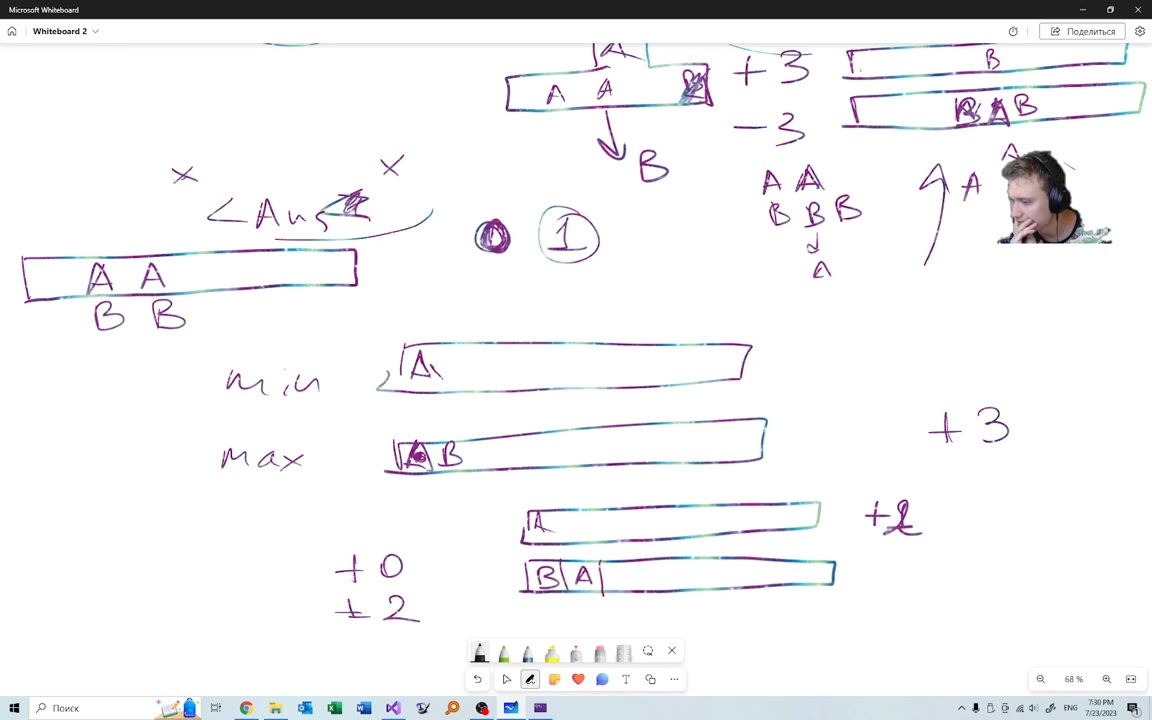 Microsoft Whiteboard
Whiteboard 2
Поделиться
A
A A
B
+ 3
- 3
B
B A B
A A
B B B
A
A
A
x x
< Ans
1
A A
B B
min
A
max
A B
+ 3
A
+ 2
B A
+ 0
+ 2
68 %
Поиск
ENG
7:30 PM
7/23/2023